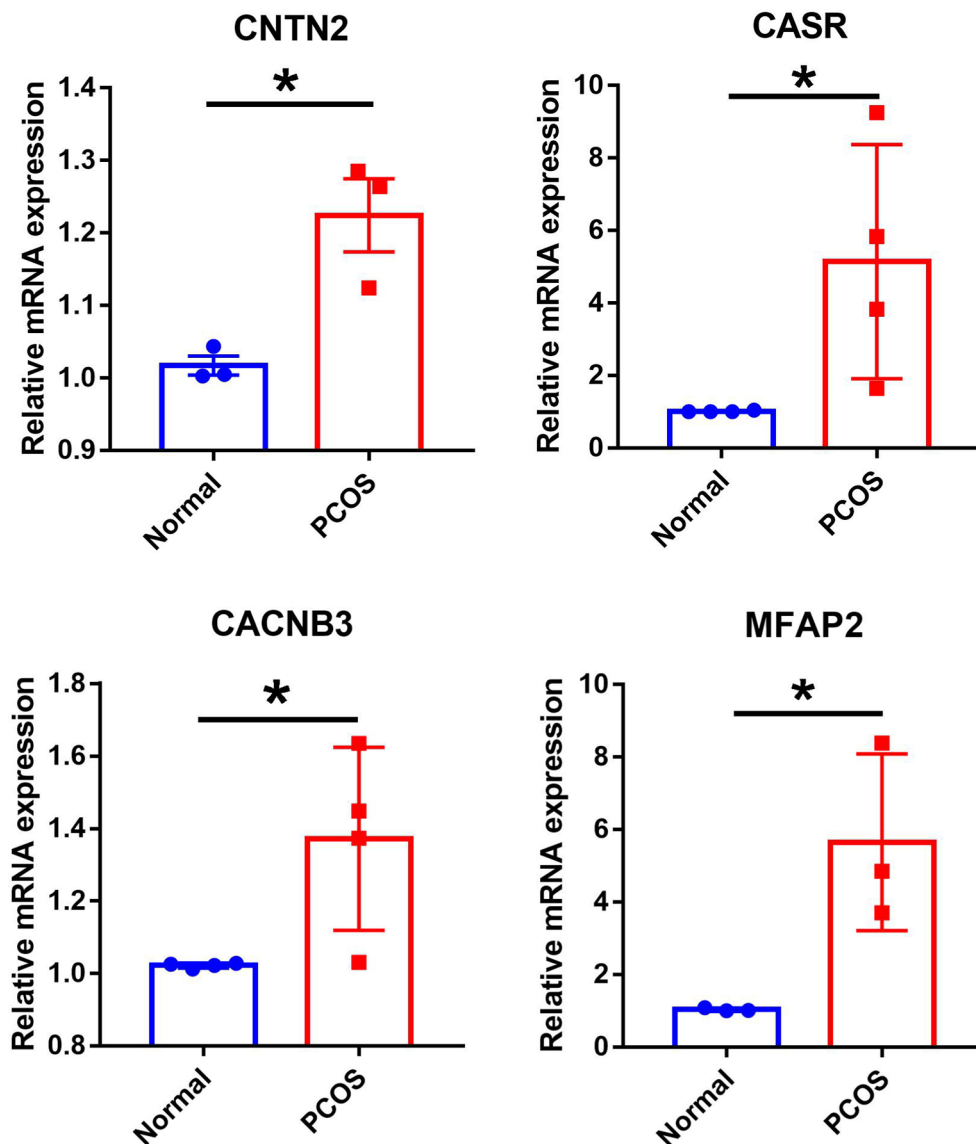 CNTN2
*
Relative mRNA expression
1.4
1.3
1.2
1.1
1.0
0.9
Normal
PCOS
CASR
*
Relative mRNA expression
10
8
6
4
2
0
Normal
PCOS
CACNB3
*
Relative mRNA expression
1.8
1.6
1.4
1.2
1.0
0.8
Normal
PCOS
MFAP2
*
Relative mRNA expression
10
8
6
4
2
0
Normal
PCOS